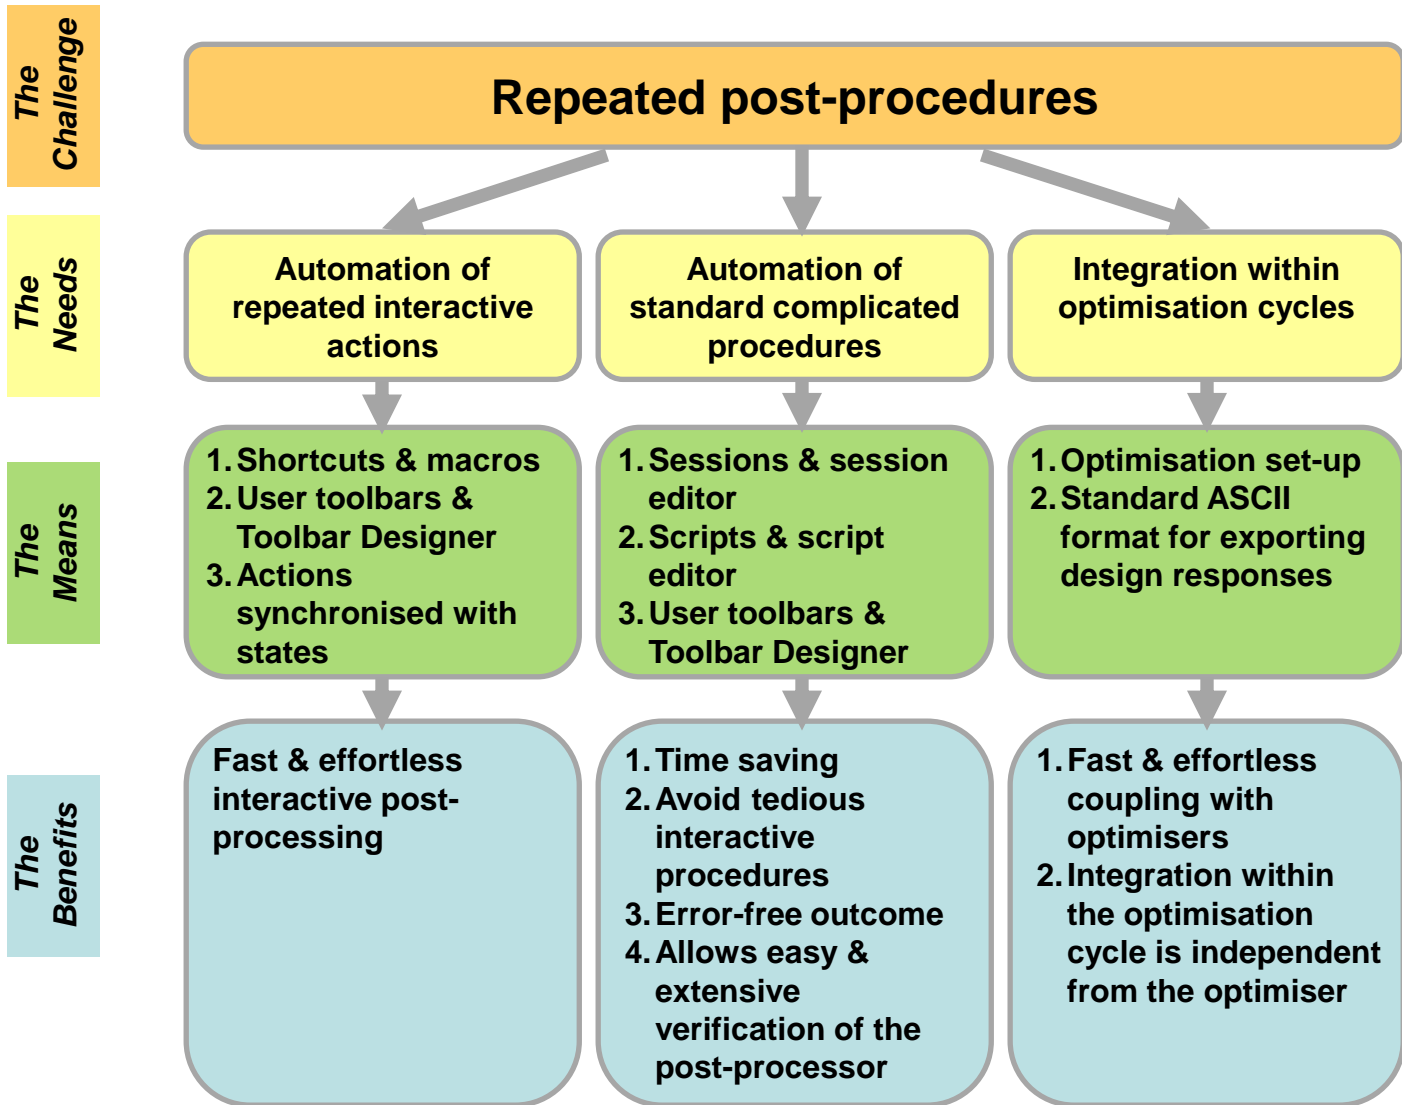 The
Challenge
Repeated post-procedures
The
Needs
Automation of
repeated interactive
actions
Automation of
standard complicated
procedures
Integration within
optimisation cycles
The
Means
1. Shortcuts & macros
2. User toolbars &
Toolbar Designer
3. Actions
synchronised with
states
1. Sessions & session
editor
2. Scripts & script
editor
3. User toolbars &
Toolbar Designer
1. Optimisation set-up
2. Standard ASCII
format for exporting
design responses
The
Benefits
Fast & effortless
interactive post-
processing
1. Time saving
2. Avoid tedious
interactive
procedures
3. Error-free outcome
4. Allows easy &
extensive
verification of the
post-processor
1. Fast & effortless
coupling with
optimisers
2. Integration within
the optimisation
cycle is independent
from the optimiser